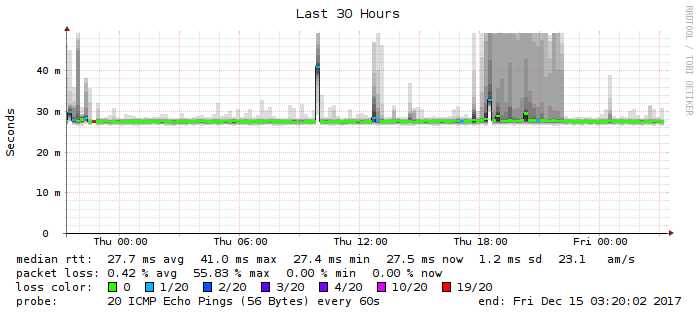 Last 30 Hours
RRDTOOL / TOBI OETIKER
Seconds
40 m
30 m
20 m
10 m
0
Thu 00:00 Thu 06:00 Thu 12:00 Thu 18:00 Fri 00:00
median rtt: 27.7 ms avg 41.0 ms max 27.4 ms min 27.5 ms now 1.2 ms sd 23.1 am/s
packet loss: 0.42 % avg 55.83 % max 0.00 % min 0.00 % now
loss color: 0 1/20 2/20 3/20 4/20 10/20 19/20
probe: 20 ICMP Echo Pings (56 Bytes) every 60s end: Fri Dec 15 03:20:02 2017